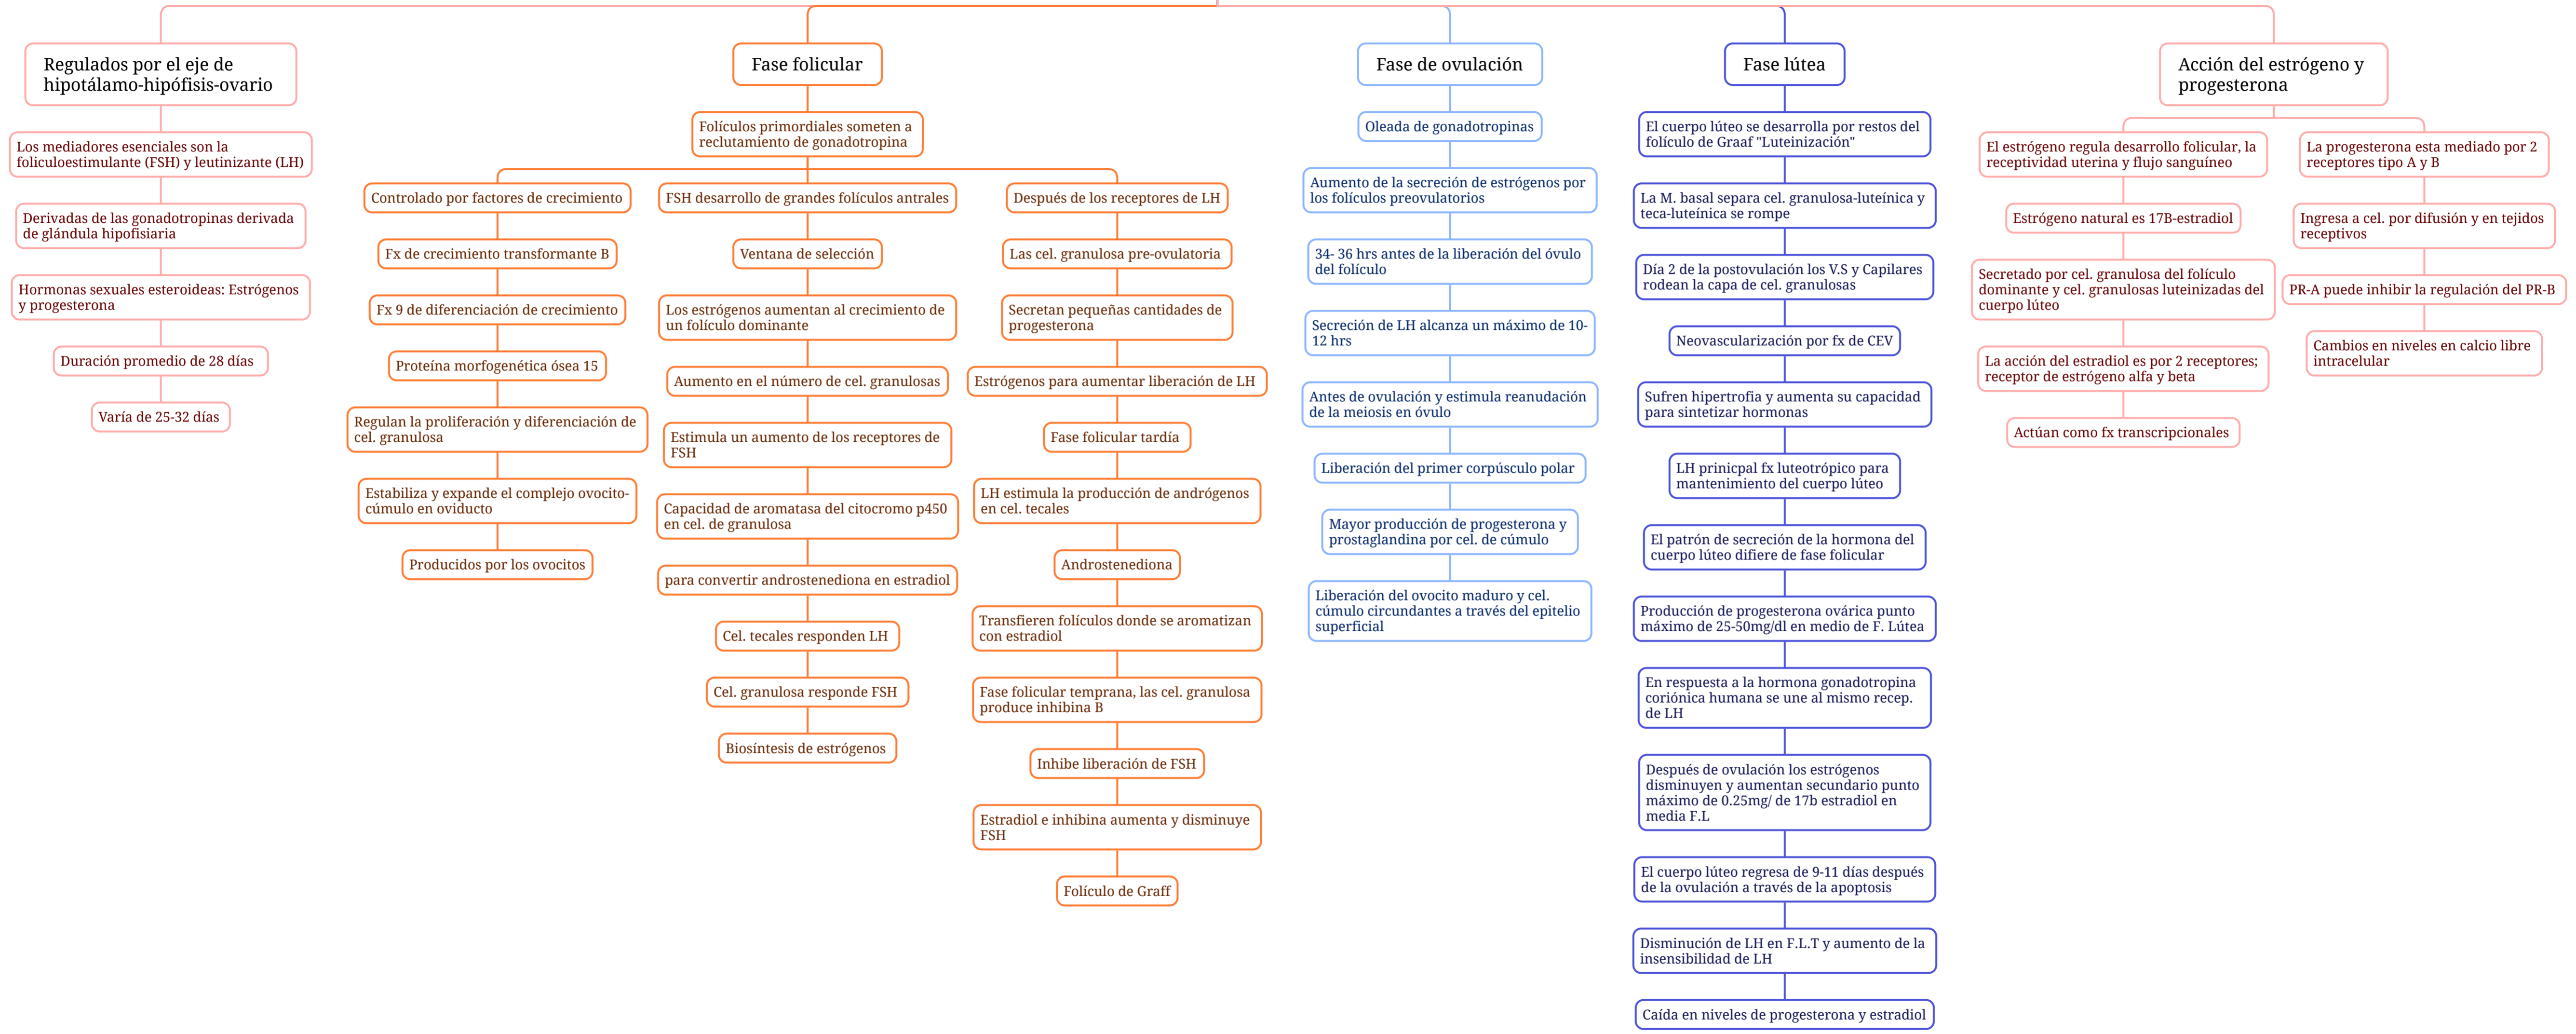 Regulados por el eje de
hipotálamo-hipófisis-ovario
Los mediadores esenciales son la
foliculoestimulante (FSH) y leutinizante (LH)
Derivadas de las gonadotropinas derivada
de glándula hipofisiaria
Hormonas sexuales esteroideas: Estrógenos
y progesterona
Duración promedio de 28 días
Varía de 25-32 días
Fase folicular
Folículos primordiales someten a
reclutamiento de gonadotropina
Controlado por factores de crecimiento
Fx de crecimiento transformante B
Fx 9 de diferenciación de crecimiento
Proteína morfogenética ósea 15
Regulan la proliferación y diferenciación de
cel. granulosa
Estabiliza y expande el complejo ovocito-
cúmulo en oviducto
Producidos por los ovocitos
FSH desarrollo de grandes folículos antrales
Ventana de selección
Los estrógenos aumentan al crecimiento de
un folículo dominante
Aumento en el número de cel. granulosas
Estimula un aumento de los receptores de
FSH
Capacidad de aromatasa del citocromo p450
en cel. de granulosa
para convertir androstenediona en estradiol
Cel. tecales responden LH
Cel. granulosa responde FSH
Biosíntesis de estrógenos
Después de los receptores de LH
Las cel. granulosa pre-ovulatoria
Secretan pequeñas cantidades de
progesterona
Estrógenos para aumentar liberación de LH
Fase folicular tardía
LH estimula la producción de andrógenos
en cel. tecales
Androstenediona
Transfieren folículos donde se aromatizan
con estradiol
Fase folicular temprana, las cel. granulosa
produce inhibina B
Inhibe liberación de FSH
Estradiol e inhibina aumenta y disminuye
FSH
Folículo de Graff
Fase de ovulación
Oleada de gonadotropinas
Aumento de la secreción de estrógenos por
los folículos preovulatorios
34- 36 hrs antes de la liberación del óvulo
del folículo
Secreción de LH alcanza un máximo de 10-
12 hrs
Antes de ovulación y estimula reanudación
de la meiosis en óvulo
Liberación del primer corpúsculo polar
Mayor producción de progesterona y
prostaglandina por cel. de cúmulo
Liberación del ovocito maduro y cel.
cúmulo circundantes a través del epitelio
superficial
Fase lútea
El cuerpo lúteo se desarrolla por restos del
folículo de Graaf "Luteinización"
La M. basal separa cel. granulosa-luteínica y
teca-luteínica se rompe
Día 2 de la postovulación los V.S y Capilares
rodean la capa de cel. granulosas
Neovascularización por fx de CEV
Sufren hipertrofia y aumenta su capacidad
para sintetizar hormonas
LH prinicpal fx luteotrópico para
mantenimiento del cuerpo lúteo
El patrón de secreción de la hormona del
cuerpo lúteo difiere de fase folicular
Producción de progesterona ovárica punto
máximo de 25-50mg/dl en medio de F. Lútea
En respuesta a la hormona gonadotropina
coriónica humana se une al mismo recep.
de LH
Después de ovulación los estrógenos
disminuyen y aumentan secundario punto
máximo de 0.25mg/ de 17b estradiol en
media F.L
El cuerpo lúteo regresa de 9-11 días después
de la ovulación a través de la apoptosis
Disminución de LH en F.L.T y aumento de la
insensibilidad de LH
Caída en niveles de progesterona y estradiol
Acción del estrógeno y
progesterona
El estrógeno regula desarrollo folicular, la
receptividad uterina y flujo sanguíneo
Estrógeno natural es 17B-estradiol
Secretado por cel. granulosa del folículo
dominante y cel. granulosas luteinizadas del
cuerpo lúteo
La acción del estradiol es por 2 receptores;
receptor de estrógeno alfa y beta
Actúan como fx transcripcionales
La progesterona esta mediado por 2
receptores tipo A y B
Ingresa a cel. por difusión y en tejidos
receptivos
PR-A puede inhibir la regulación del PR-B
Cambios en niveles en calcio libre
intracelular